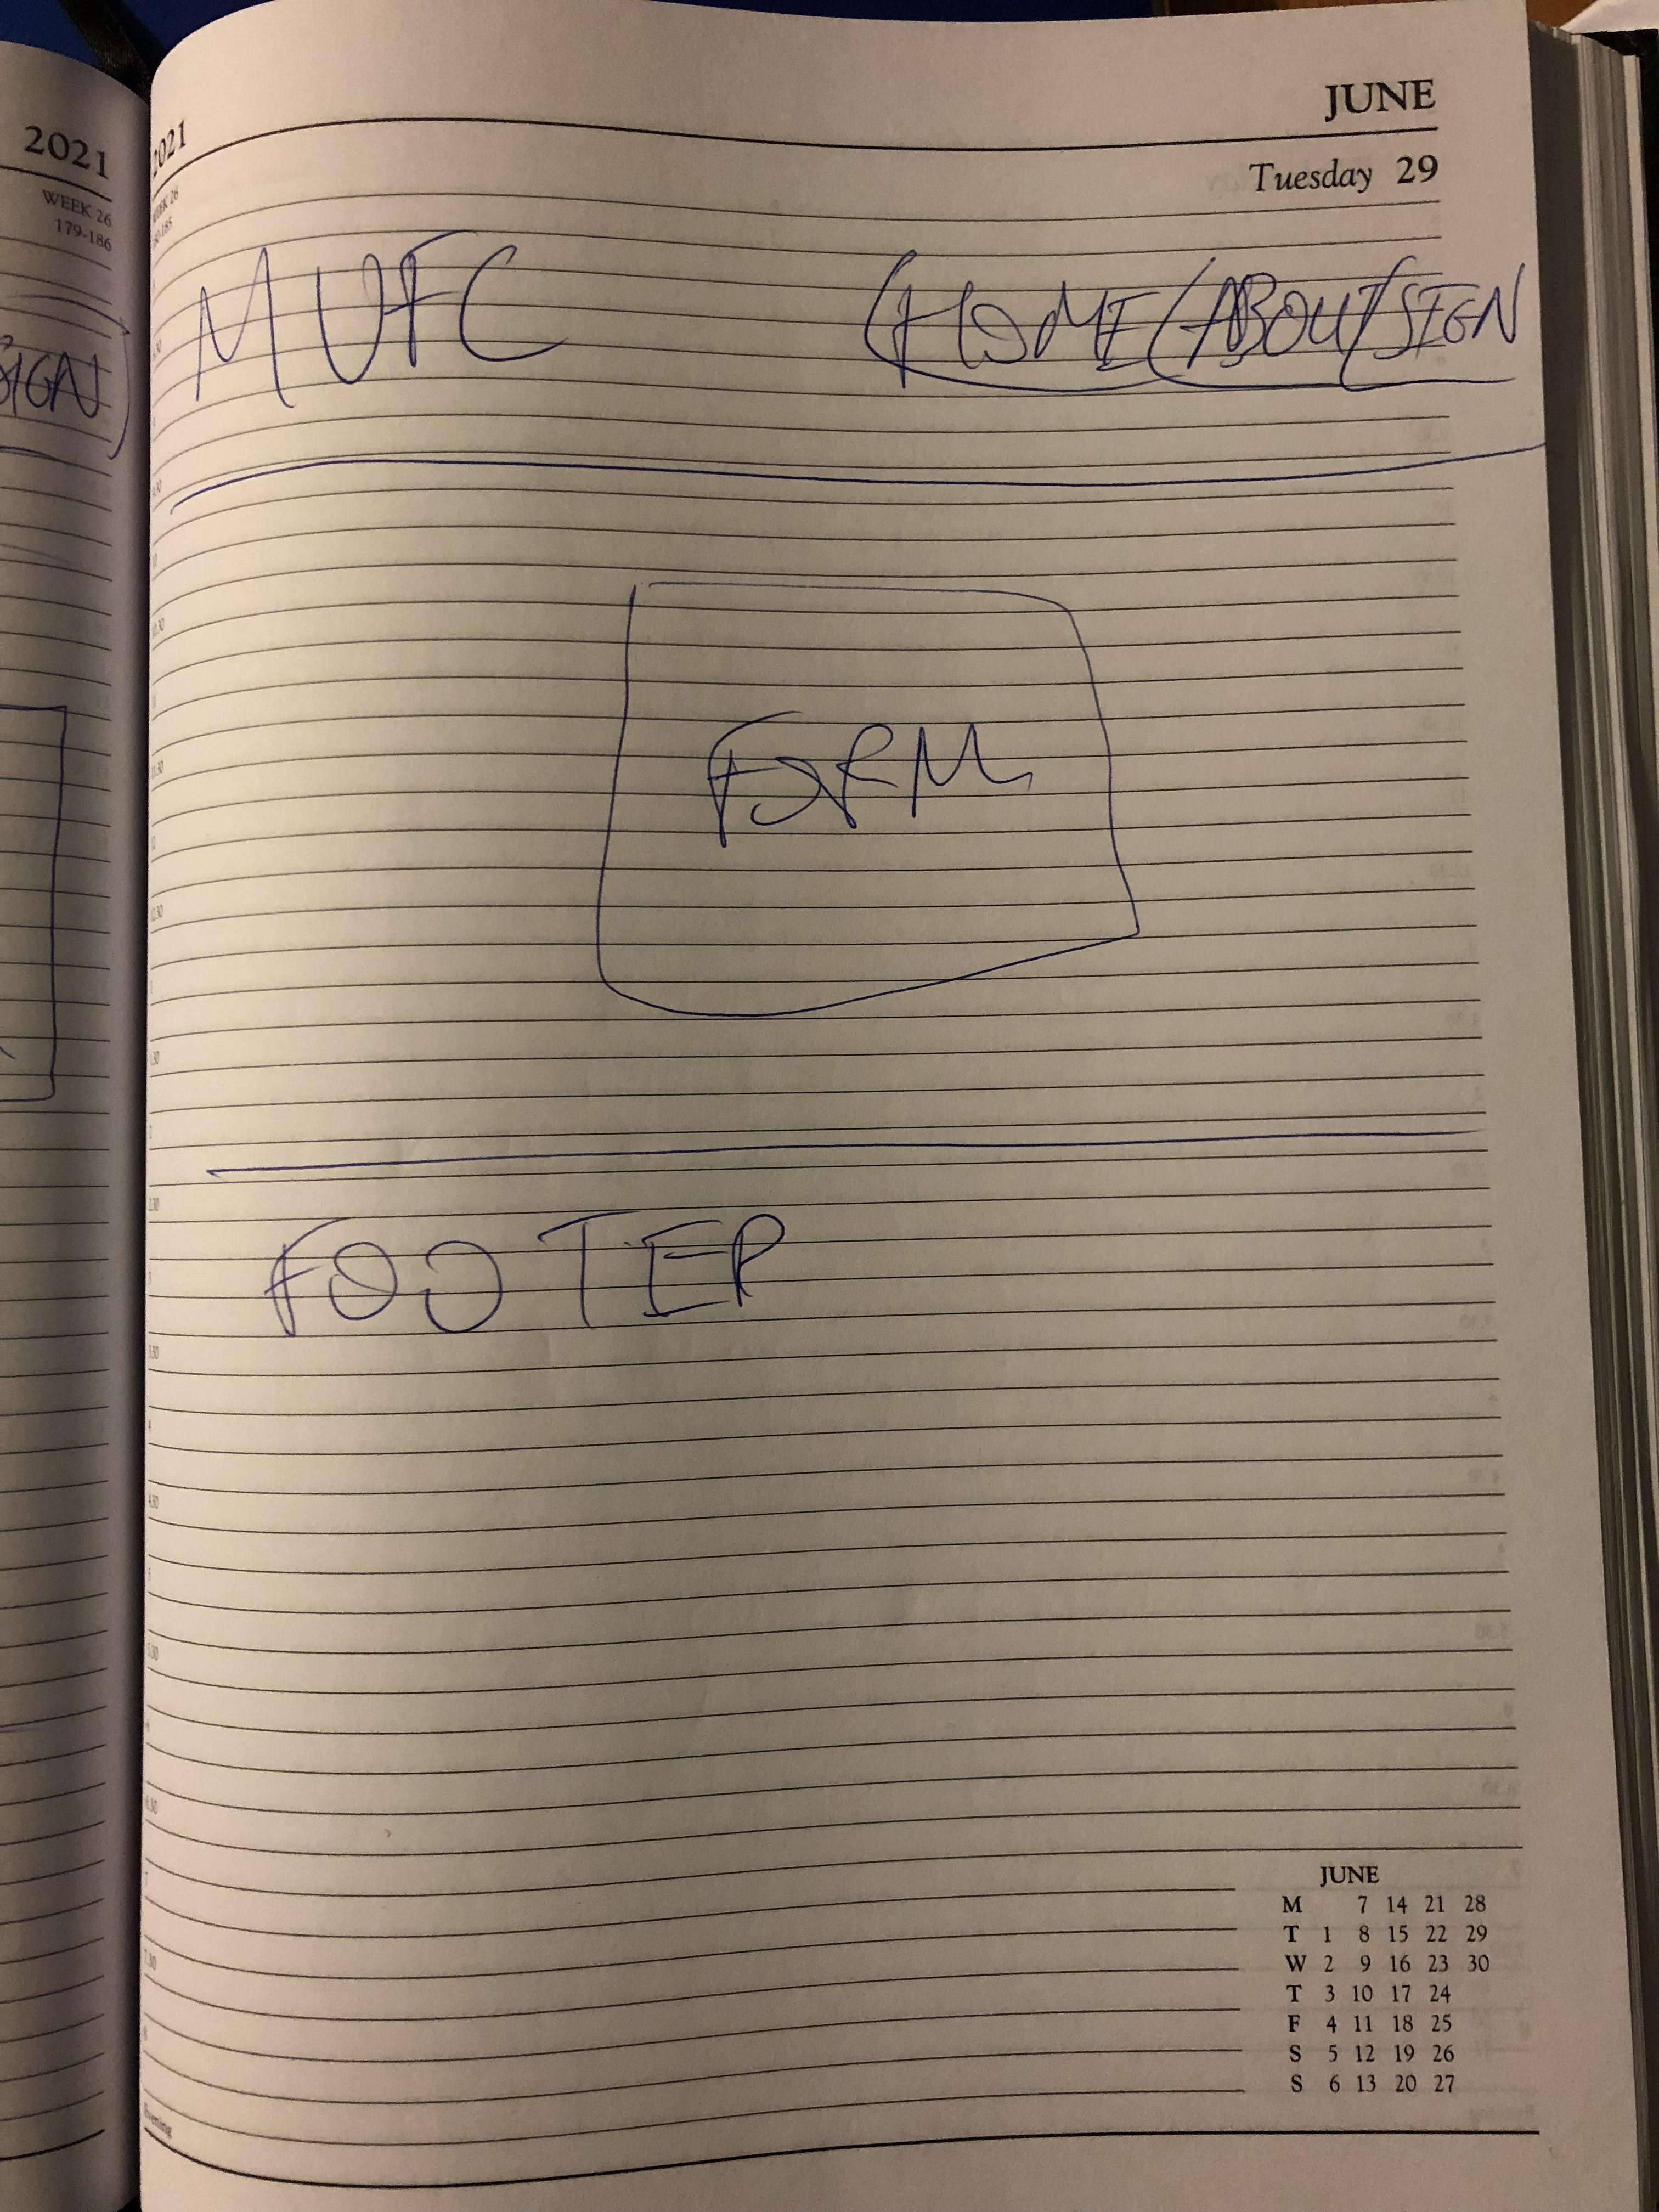 2021
WEEK 26
179-186
SIGN)
2021
JUNE
WEEK 26
Tuesday 29
MUFC (HOME/ABOUT/SIGN
FORM
FOOTER
JUNE
M 7 14 21 28
T 1 8 15 22 29
W 2 9 16 23 30
T 3 10 17 24
F 4 11 18 25
S 5 12 19 26
S 6 13 20 27
Evening